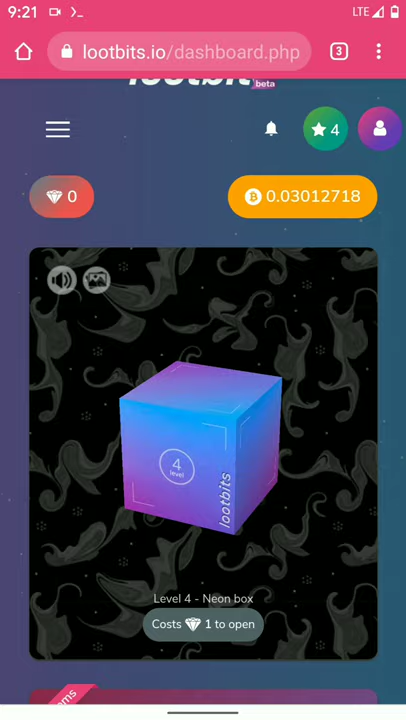 9:21
LTE
lootbits.io/dashboard.php
3
lootbit
beta
4
0
0.03012718
4
level
lootbits
Level 4 - Neon box
Costs 1 to open